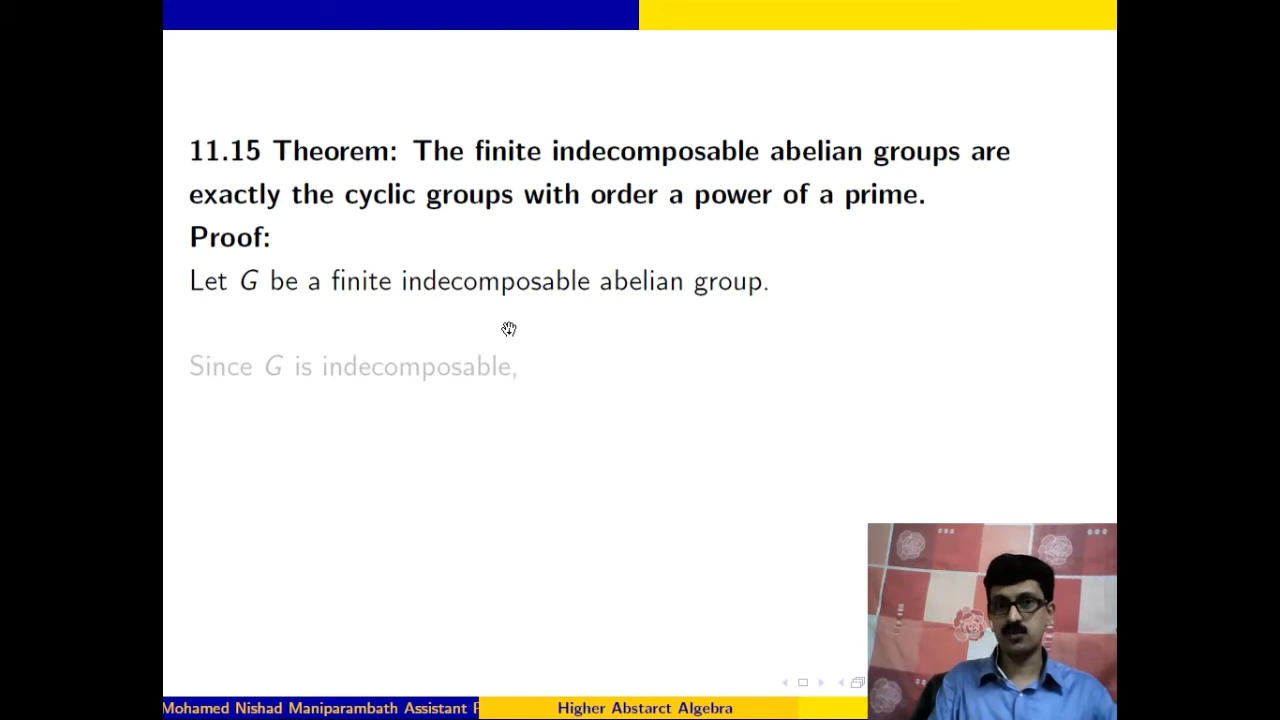 11.15 Theorem: The finite indecomposable abelian groups are
exactly the cyclic groups with order a power of a prime.
Proof:
Let G be a finite indecomposable abelian group.
Since G is indecomposable,
Mohamed Nishad Maniparambath Assistant P
Higher Abstarct Algebra